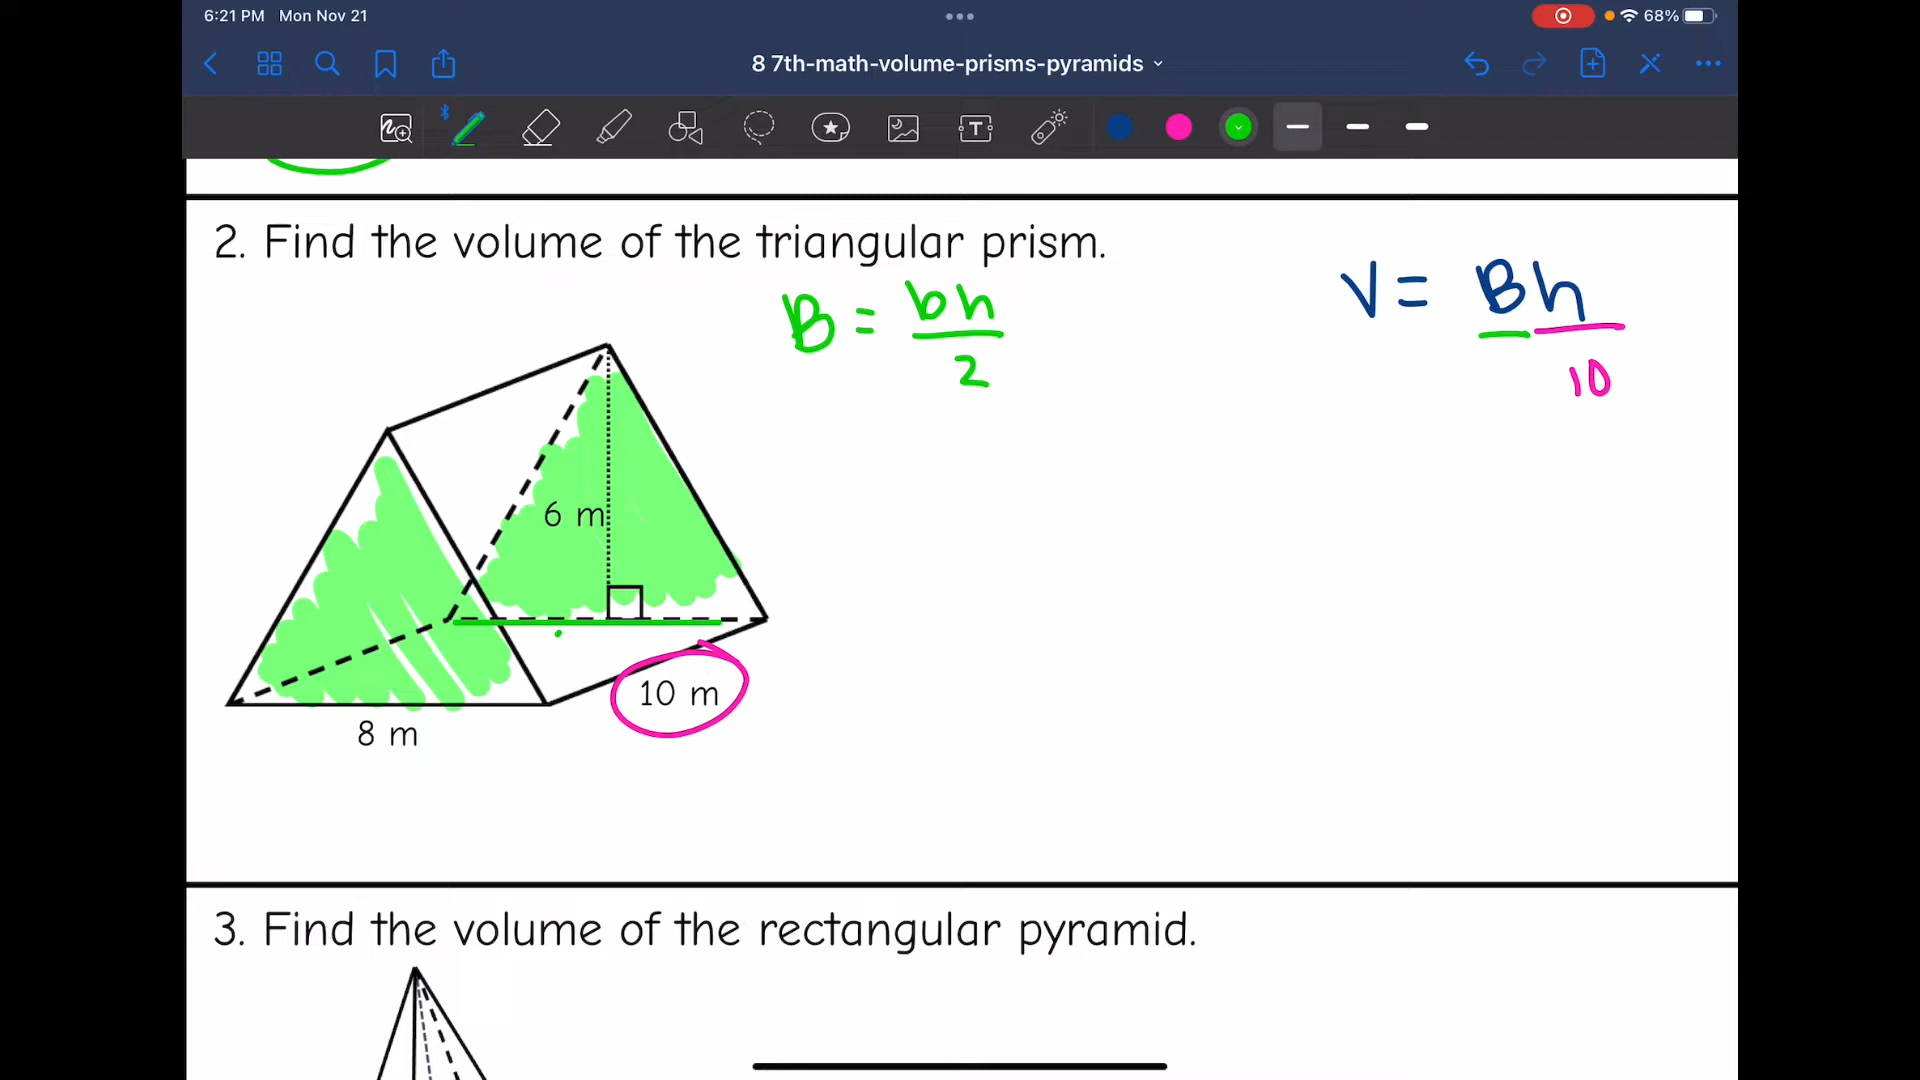 6:21 PM Mon Nov 21
68%
8 7th-math-volume-prisms-pyramids
T
2. Find the volume of the triangular prism.
V = Bh
10
B = bh
2
6 m
10 m
8 m
3. Find the volume of the rectangular pyramid.